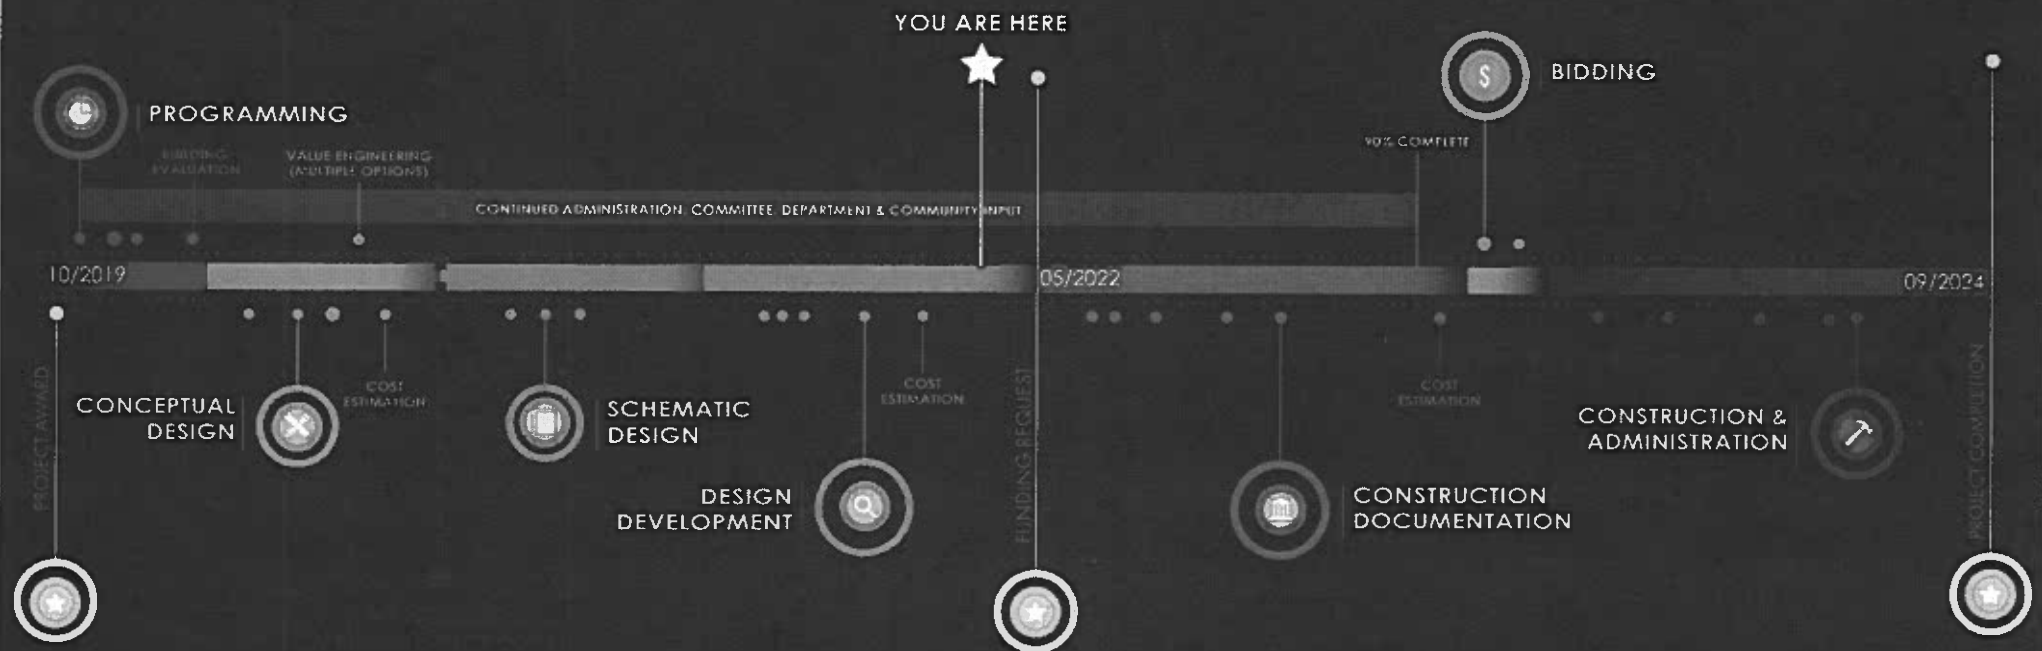 YOU ARE HERE
BIDDING
PROGRAMMING
90% COMPLETE
BUILDING
EVALUATION
VALUE ENGINEERING
(MULTIPLE OPTIONS)
CONTINUED ADMINISTRATION, COMMITTEE, DEPARTMENT & COMMUNITY INPUT
10/2019
05/2022
09/2024
PROJECT AWARD
CONCEPTUAL
DESIGN
COST
ESTIMATION
SCHEMATIC
DESIGN
DESIGN
DEVELOPMENT
COST
ESTIMATION
FUNDING REQUEST
CONSTRUCTION
DOCUMENTATION
COST
ESTIMATION
CONSTRUCTION &
ADMINISTRATION
PROJECT COMPLETION
$